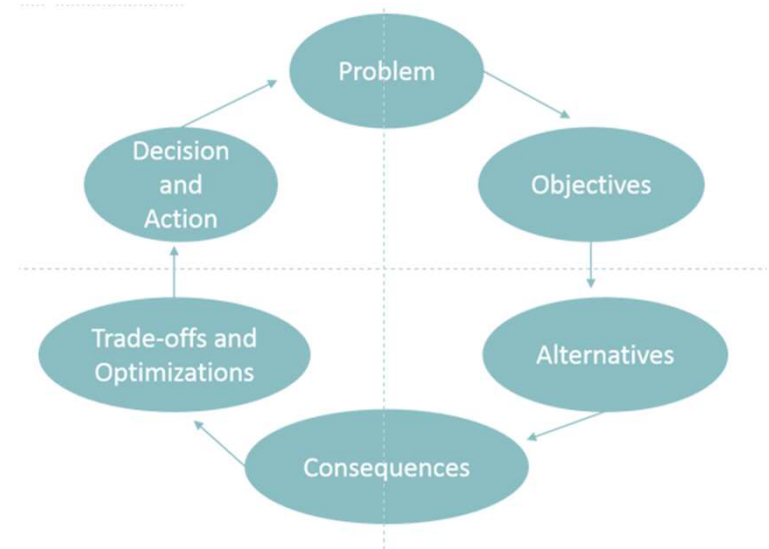 Problem
Objectives
Alternatives
Consequences
Trade-offs and
Optimizations
Decision
and
Action